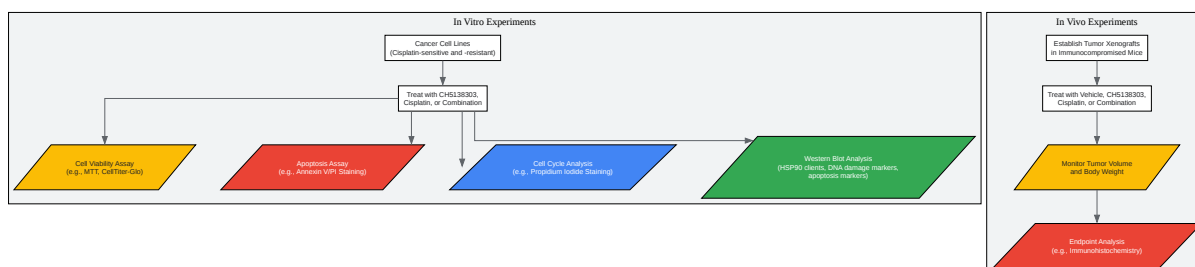 In Vitro Experiments
Cancer Cell Lines
(Cisplatin-sensitive and -resistant)
Treat with CH5138303,
Cisplatin, or Combination
Cell Viability Assay
(e.g., MTT, CellTiter-Glo)
Apoptosis Assay
(e.g., Annexin V/PI Staining)
Cell Cycle Analysis
(e.g., Propidium Iodide Staining)
Western Blot Analysis
(HSP90 clients, DNA damage markers,
apoptosis markers)
In Vivo Experiments
Establish Tumor Xenografts
in Immunocompromised Mice
Treat with Vehicle, CH5138303,
Cisplatin, or Combination
Monitor Tumor Volume
and Body Weight
Endpoint Analysis
(e.g., Immunohistochemistry)